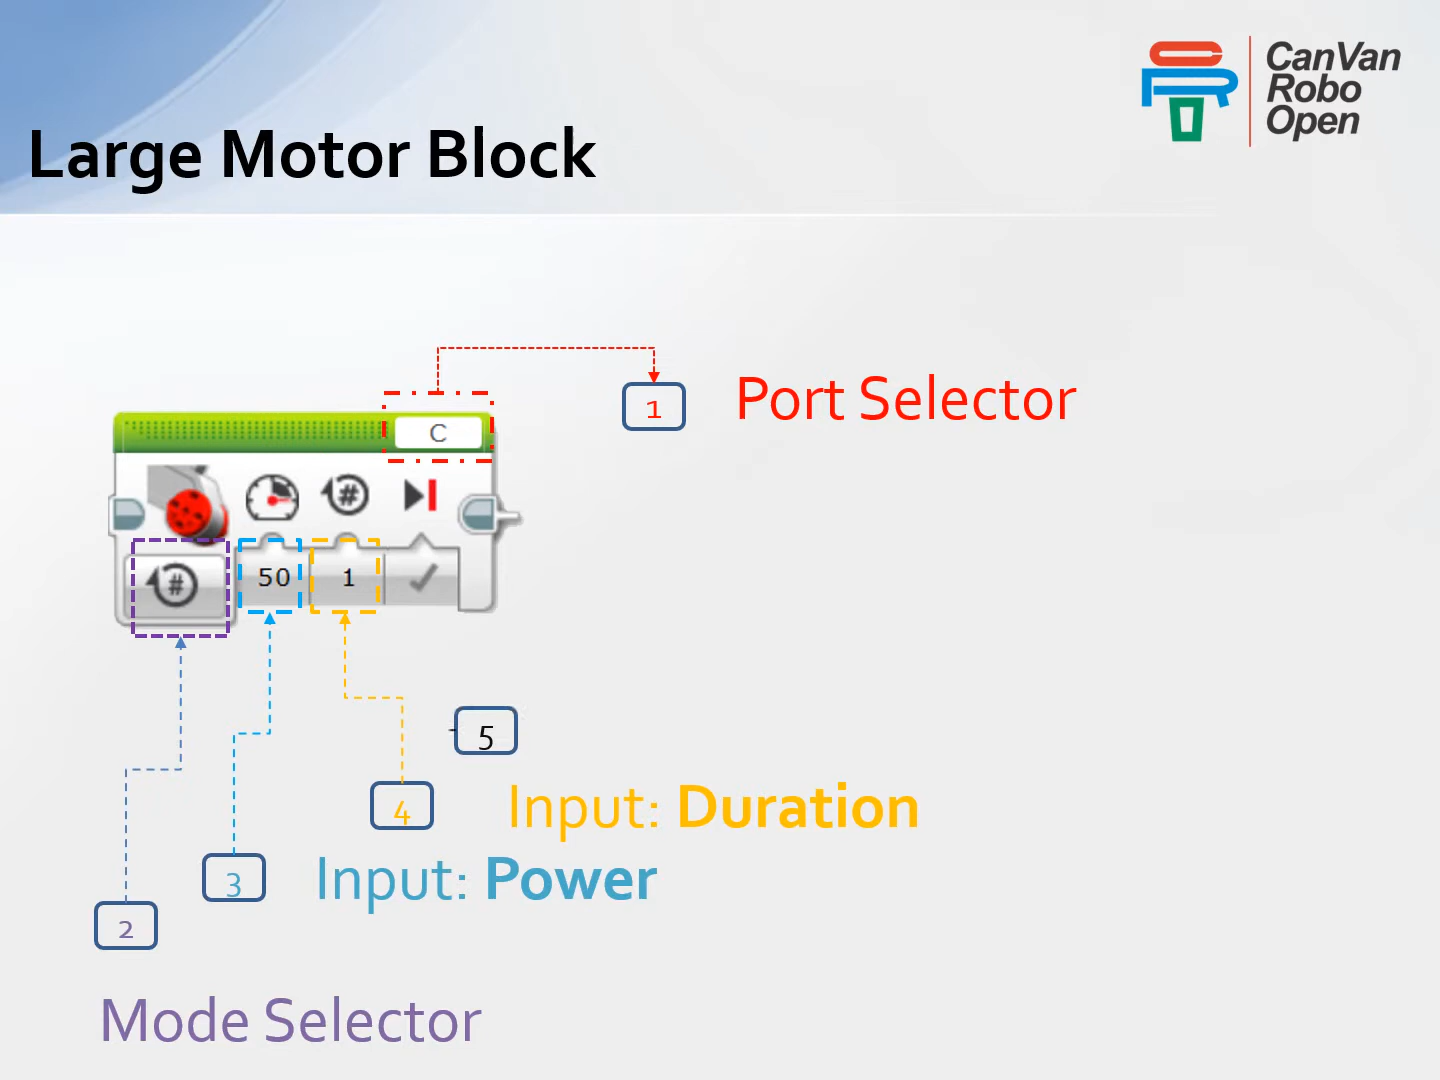 CanVan
Robo
Open
Large Motor Block
1 Port Selector
C
#
# 50 1
5
4 Input: Duration
3 Input: Power
2
Mode Selector